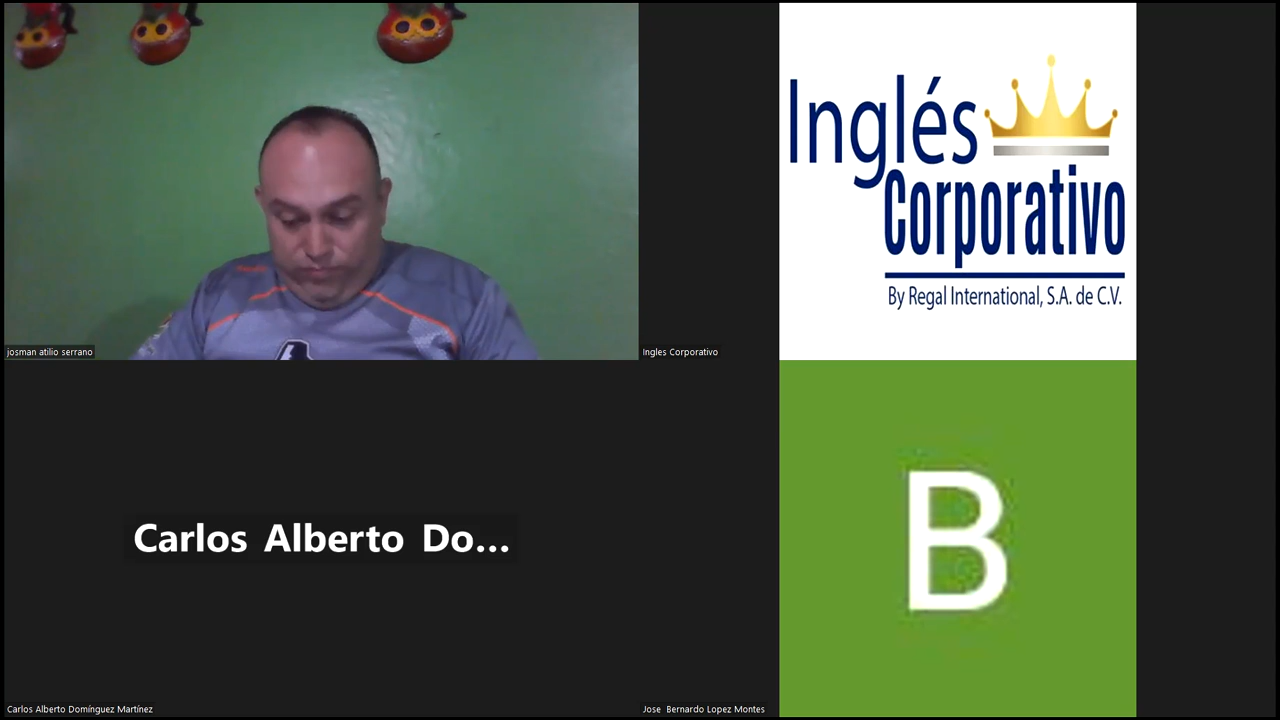 Inglés
Corporativo
By Regal International, S.A. de C.V.
josman atilio serrano
Ingles Corporativo
Carlos Alberto Do...
B
Carlos Alberto Domínguez Martínez
Jose Bernardo Lopez Montes